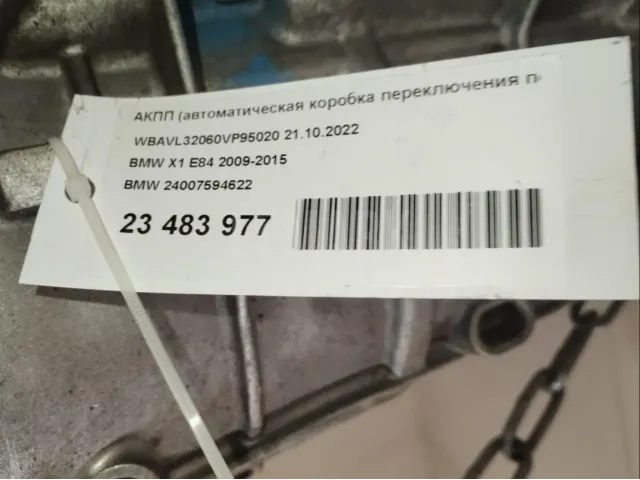 АКПП (автоматическая коробка переключения п
WBAVL32060VP95020 21.10.2022
BMW X1 E84 2009-2015
BMW 24007594622
23 483 977